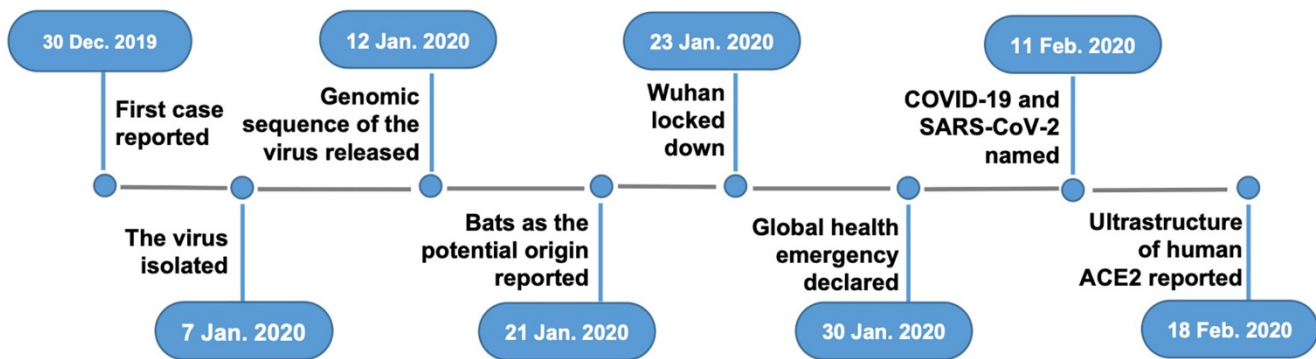 30 Dec. 2019
First case
reported
The virus
isolated
7 Jan. 2020
12 Jan. 2020
Genomic
sequence of the
virus released
Bats as the
potential origin
reported
21 Jan. 2020
23 Jan. 2020
Wuhan
locked
down
Global health
emergency
declared
30 Jan. 2020
11 Feb. 2020
COVID-19 and
SARS-CoV-2
named
Ultrastructure
of human
ACE2 reported
18 Feb. 2020